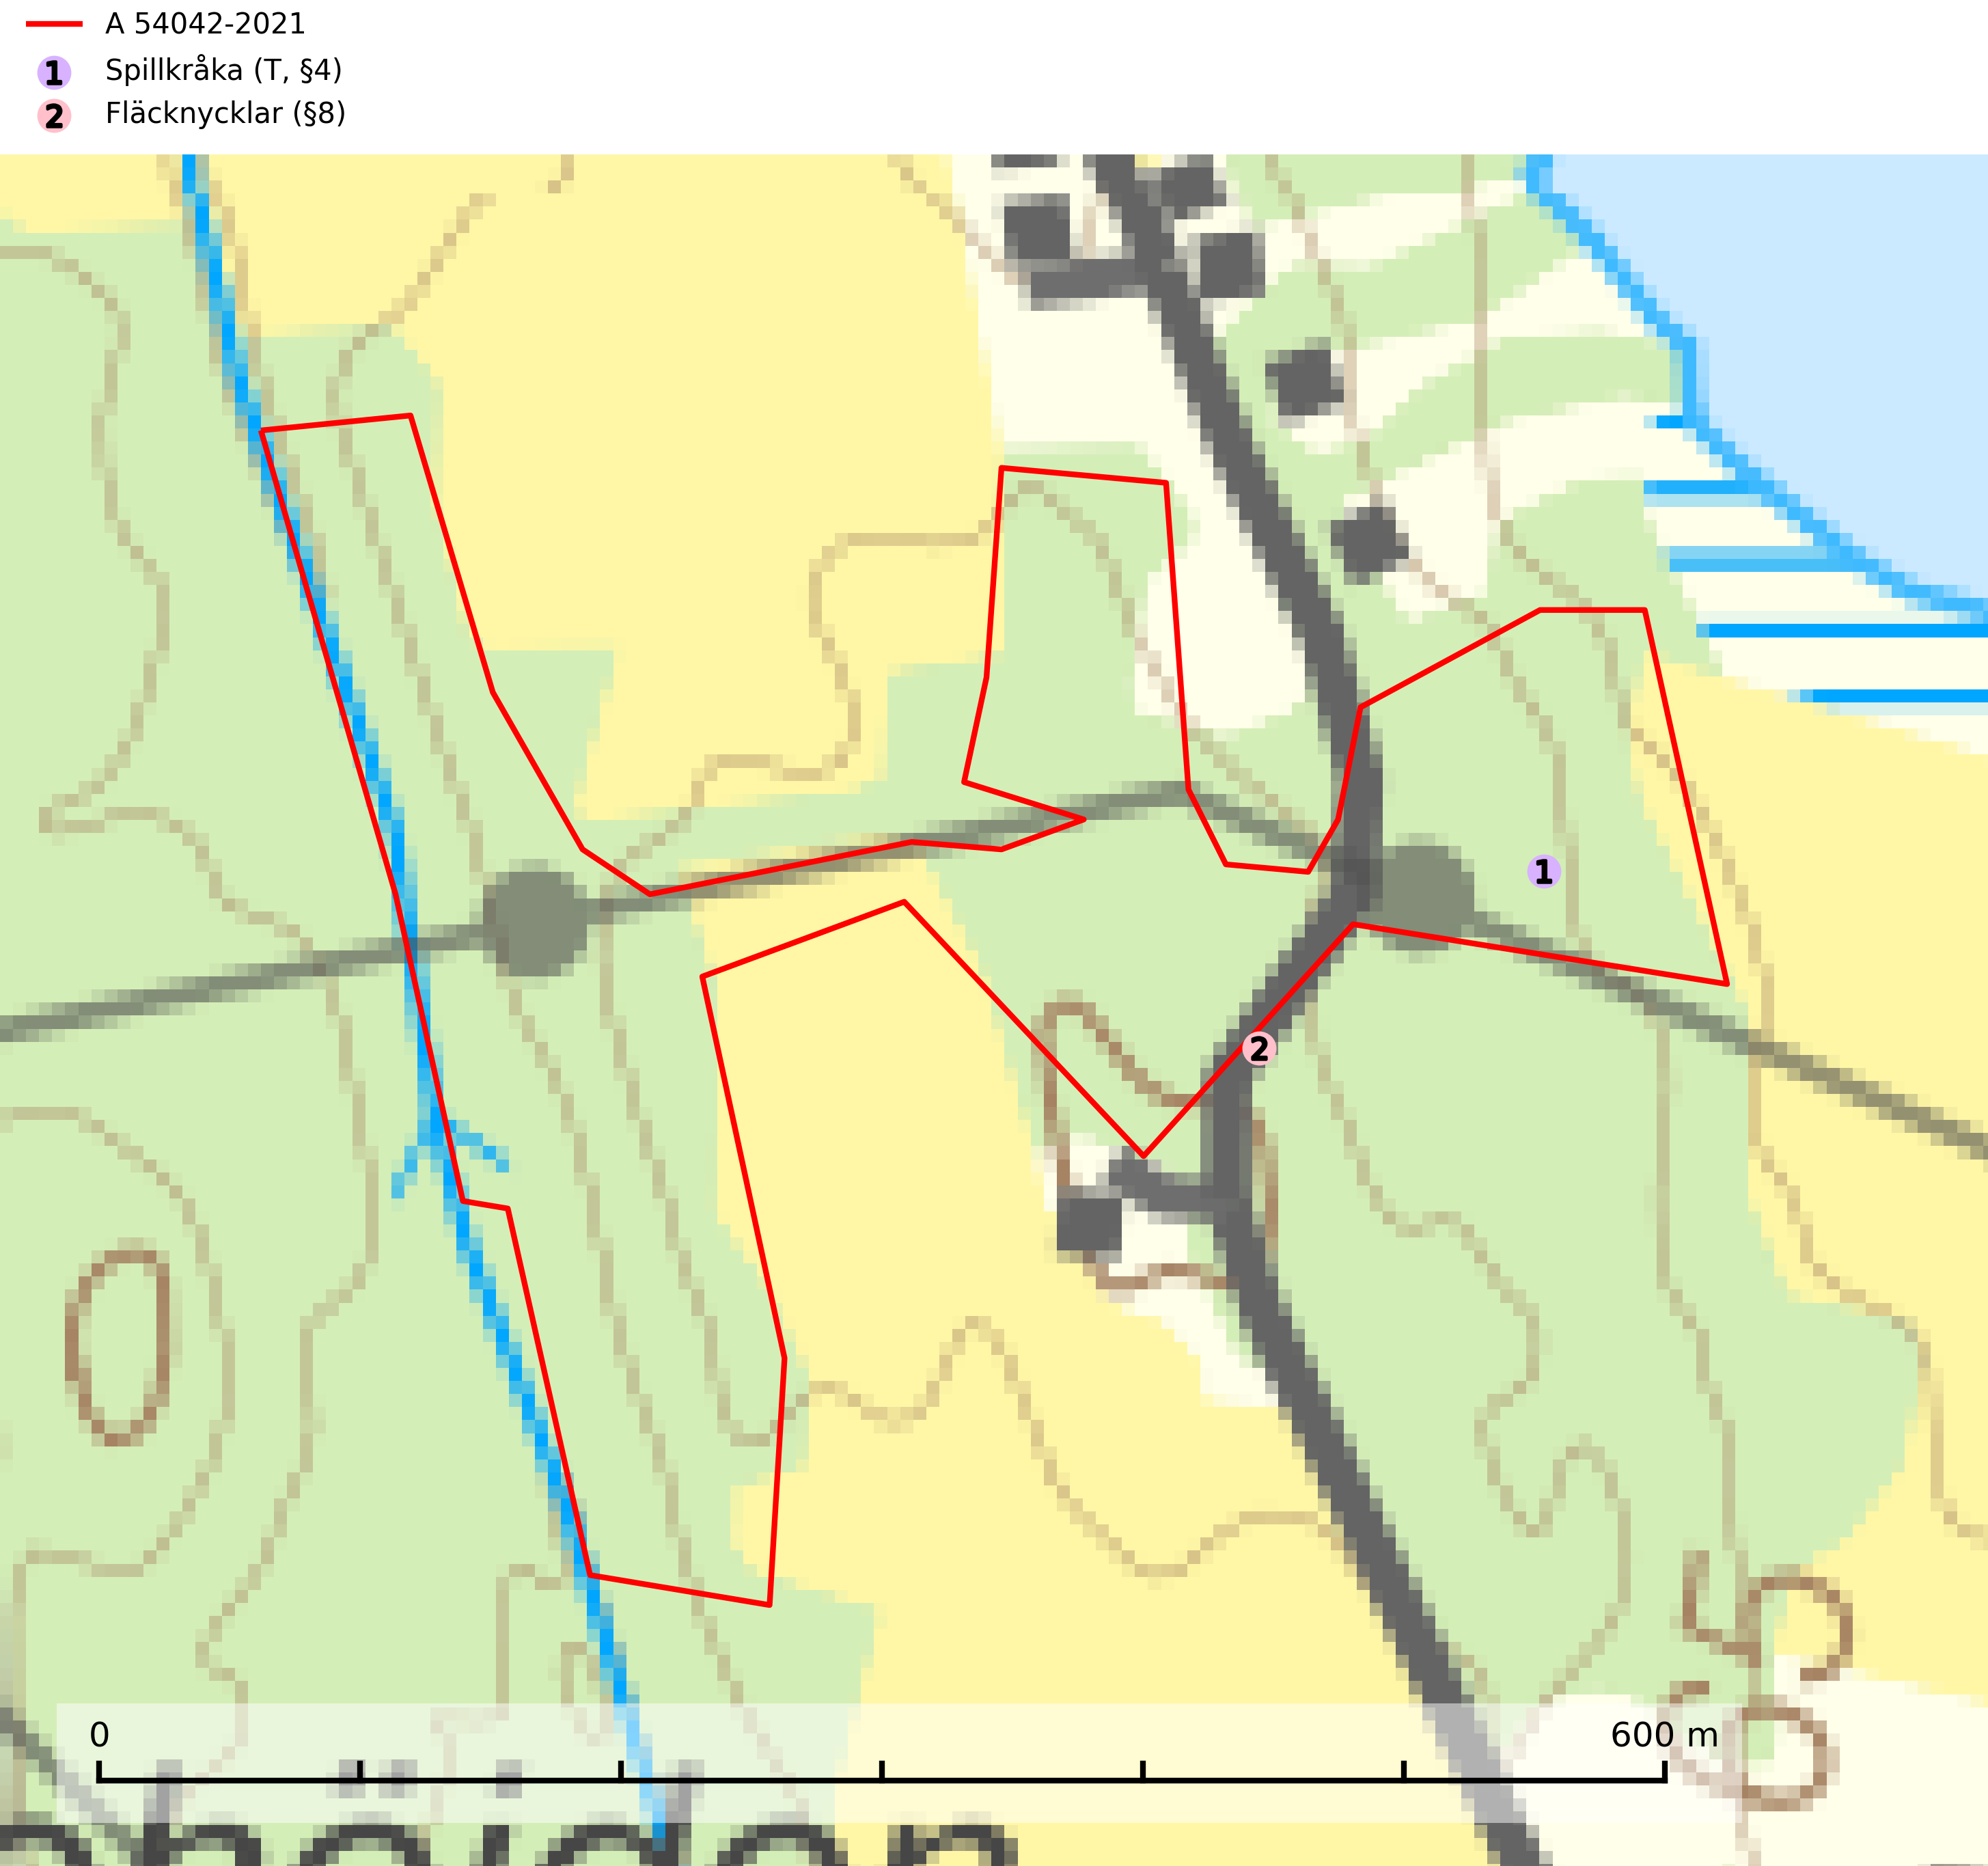 A 54042-2021
1 Spillkråka (T, §4)
2 Fläcknycklar (§8)
1
2
0
600 m